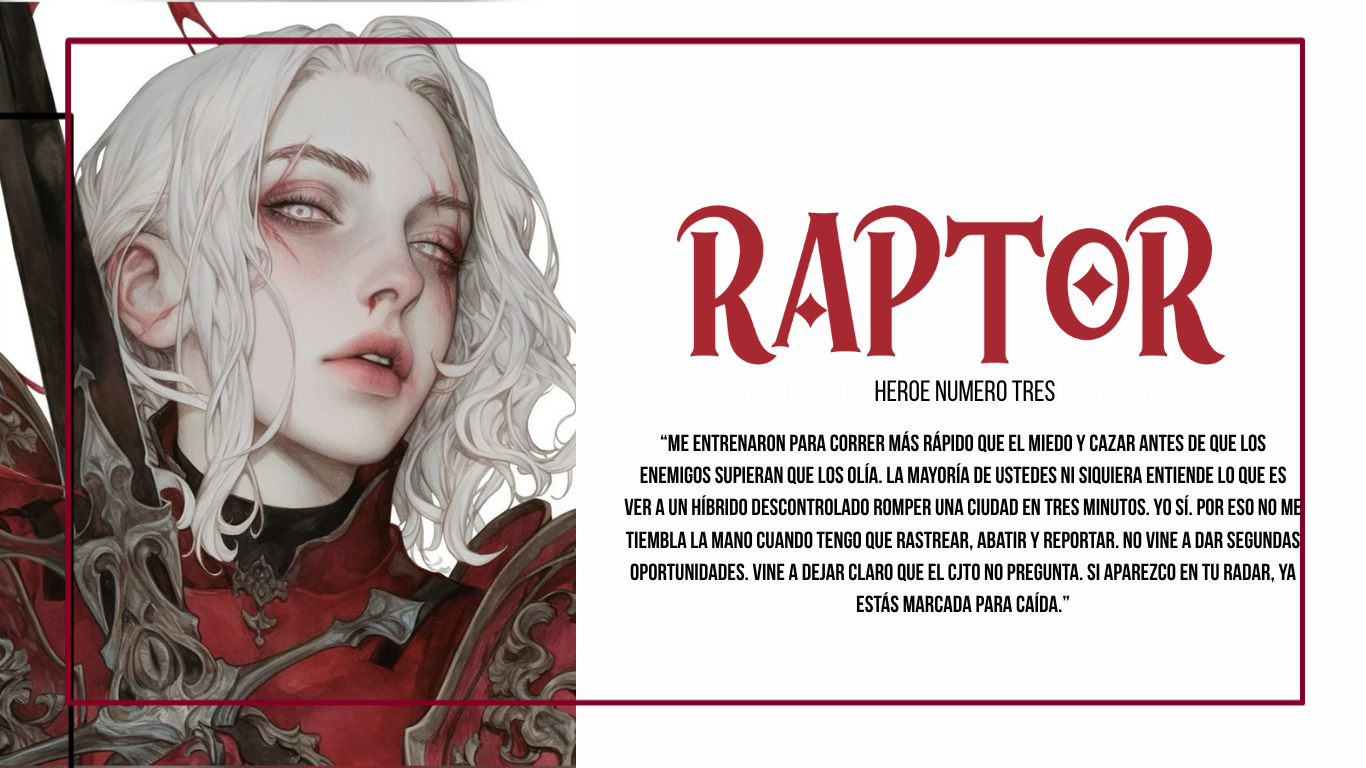 RAPTOR
HEROE NUMERO TRES
“ME ENTRENARON PARA CORRER MÁS RÁPIDO QUE EL MIEDO Y CAZAR ANTES DE QUE LOS
ENEMIGOS SUPIERAN QUE LOS OLÍA. LA MAYORÍA DE USTEDES NI SIQUIERA ENTIENDE LO QUE ES
VER A UN HÍBRIDO DESCONTROLADO ROMPER UNA CIUDAD EN TRES MINUTOS. YO SÍ. POR ESO NO ME
TIEMBLA LA MANO CUANDO TENGO QUE RASTREAR, ABATIR Y REPORTAR. NO VINE A DAR SEGUNDAS
OPORTUNIDADES. VINE A DEJAR CLARO QUE EL CJTO NO PREGUNTA. SI APAREZCO EN TU RADAR, YA
ESTÁS MARCADA PARA CAÍDA.”